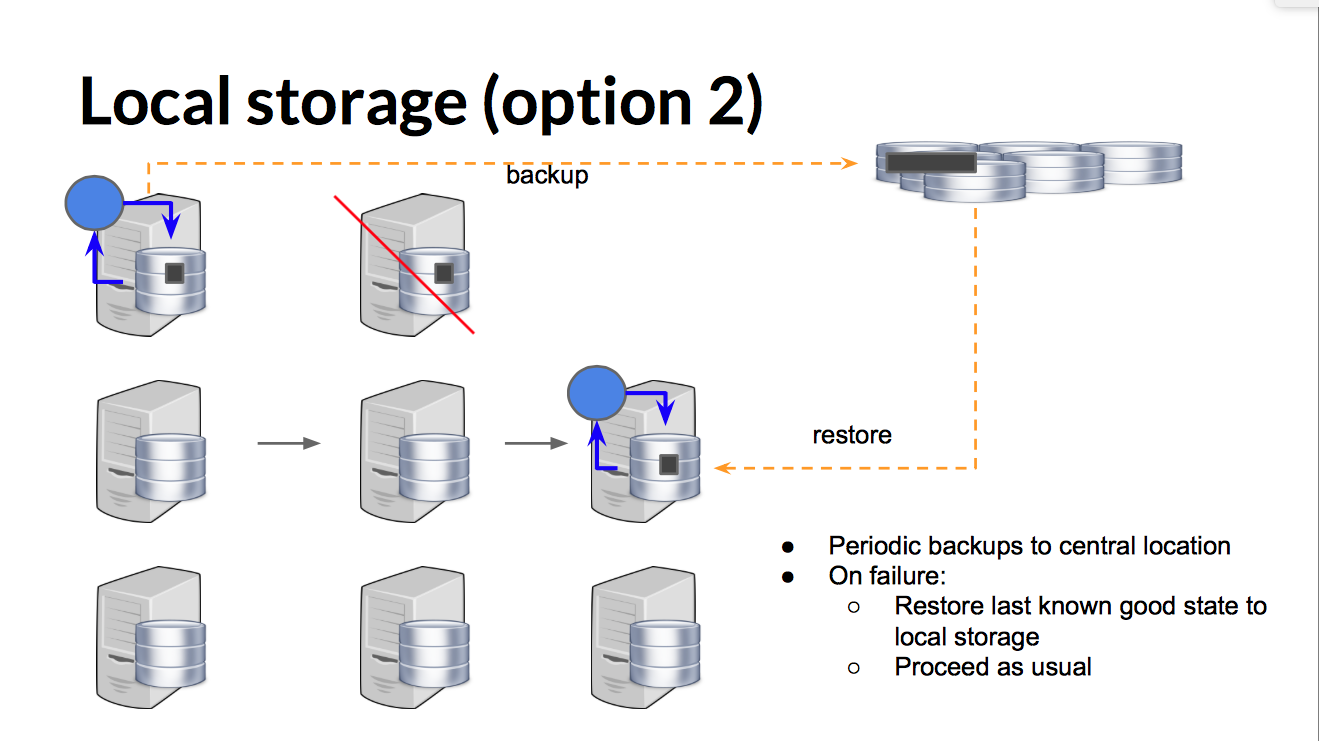 Local storage (option 2)
backup
restore
● Periodic backups to central location
● On failure:
○ Restore last known good state to
local storage
○ Proceed as usual